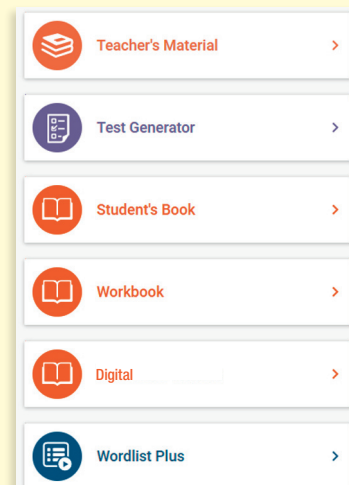 Teacher's Material
Test Generator
Student's Book
Workbook
Digital
Wordlist Plus